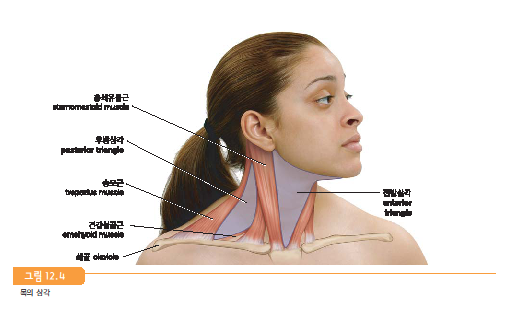 흉쇄유돌근
sternomastoid muscle
후방삼각
posterior triangle
승모근
trapezius muscle
견갑설골근
omohyoid muscle
쇄골 clavicle
전방삼각
anterior
triangle
그림 12.4
목의 삼각